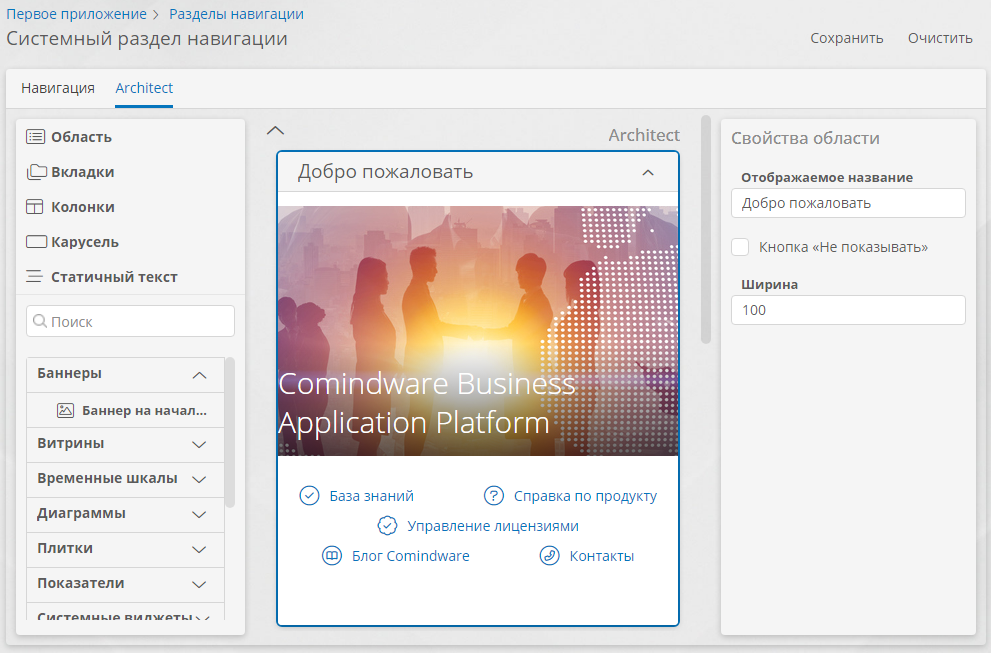 Первое приложение > Разделы навигации
Системный раздел навигации
Сохранить Очистить
Навигация Architect
Область
Вкладки
Колонки
Карусель
Статичный текст
Поиск
Баннеры
Баннер на начал...
Витрины
Временные шкалы
Диаграммы
Плитки
Показатели
Системные виджеты
Architect
Добро пожаловать
Comindware Business
Application Platform
База знаний Справка по продукту
Управление лицензиями
Блог Comindware Контакты
Свойства области
Отображаемое название
Добро пожаловать
Кнопка «Не показывать»
Ширина
100